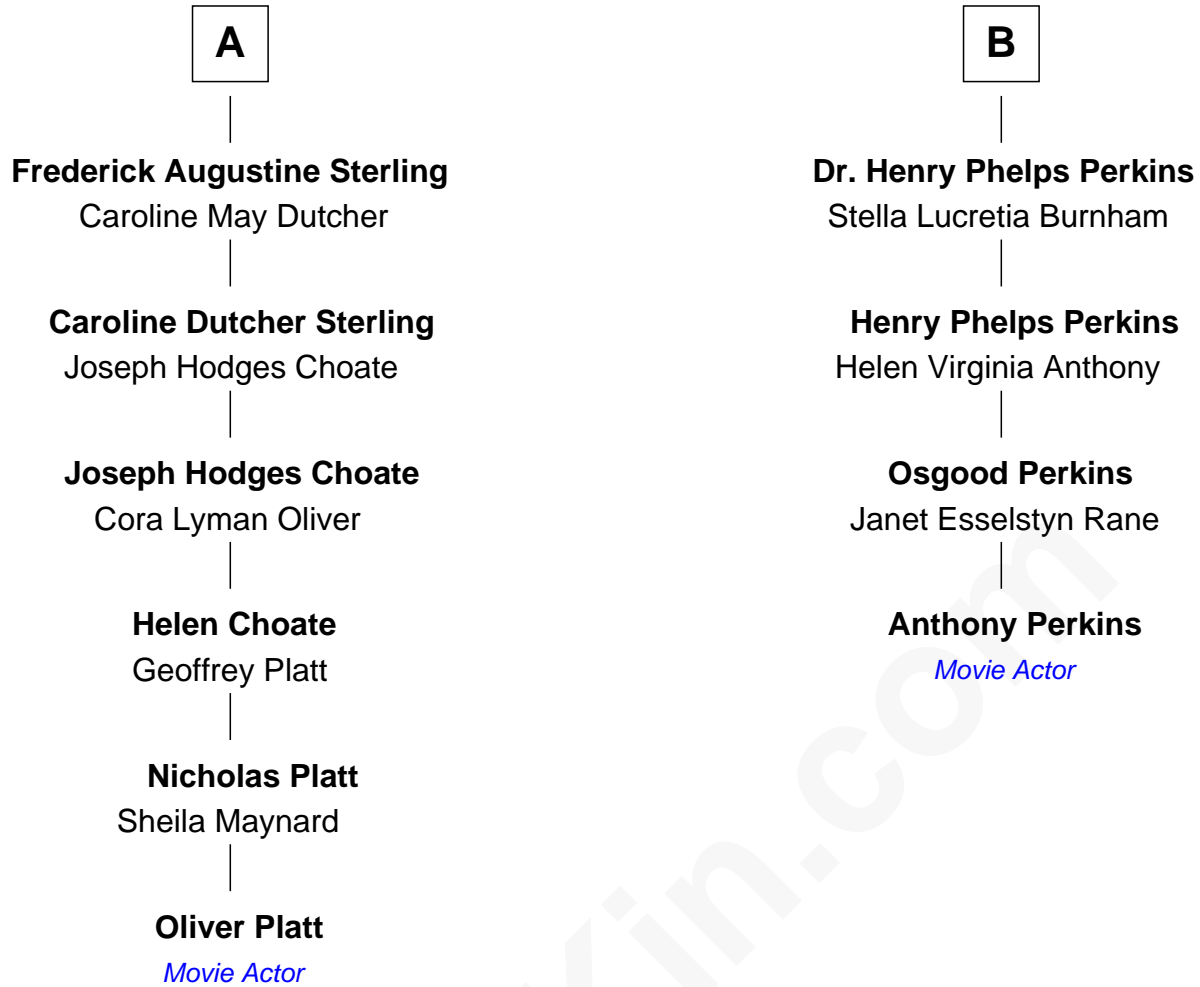 A
Frederick Augustine Sterling
Caroline May Dutcher
Caroline Dutcher Sterling
Joseph Hodges Choate
Joseph Hodges Choate
Cora Lyman Oliver
Helen Choate
Geoffrey Platt
Nicholas Platt
Sheila Maynard
Oliver Platt
Movie Actor
B
Dr. Henry Phelps Perkins
Stella Lucretia Burnham
Henry Phelps Perkins
Helen Virginia Anthony
Osgood Perkins
Janet Esselstyn Rane
Anthony Perkins
Movie Actor